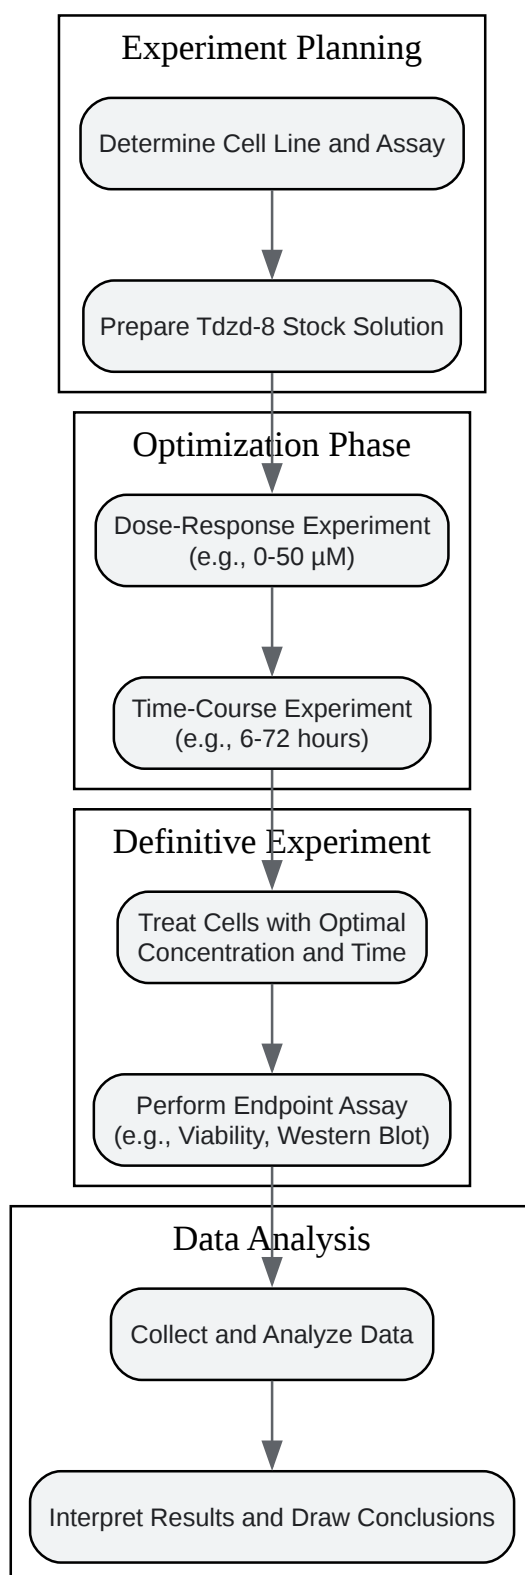 Experiment Planning
Determine Cell Line and Assay
Prepare Tdzd-8 Stock Solution
Optimization Phase
Dose-Response Experiment
(e.g., 0-50 µM)
Time-Course Experiment
(e.g., 6-72 hours)
Definitive Experiment
Treat Cells with Optimal
Concentration and Time
Perform Endpoint Assay
(e.g., Viability, Western Blot)
Data Analysis
Collect and Analyze Data
Interpret Results and Draw Conclusions